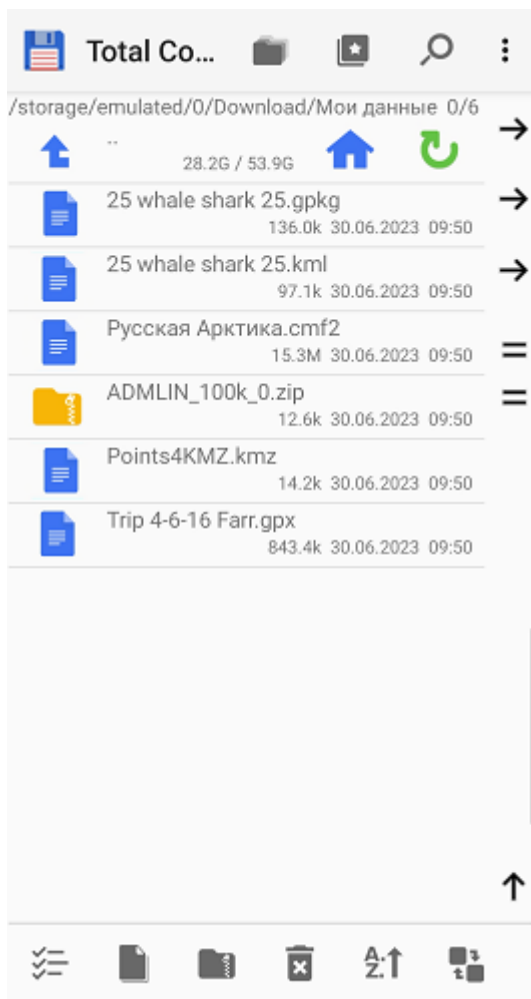 Total Co...
/storage/emulated/0/Download/Мои данные 0/6
..
28.2G / 53.9G
25 whale shark 25.gpkg
136.0k 30.06.2023 09:50
25 whale shark 25.kml
97.1k 30.06.2023 09:50
Русская Арктика.cmf2
15.3M 30.06.2023 09:50
ADMLIN_100k_0.zip
12.6k 30.06.2023 09:50
Points4KMZ.kmz
14.2k 30.06.2023 09:50
Trip 4-6-16 Farr.gpx
843.4k 30.06.2023 09:50
A.
Z.